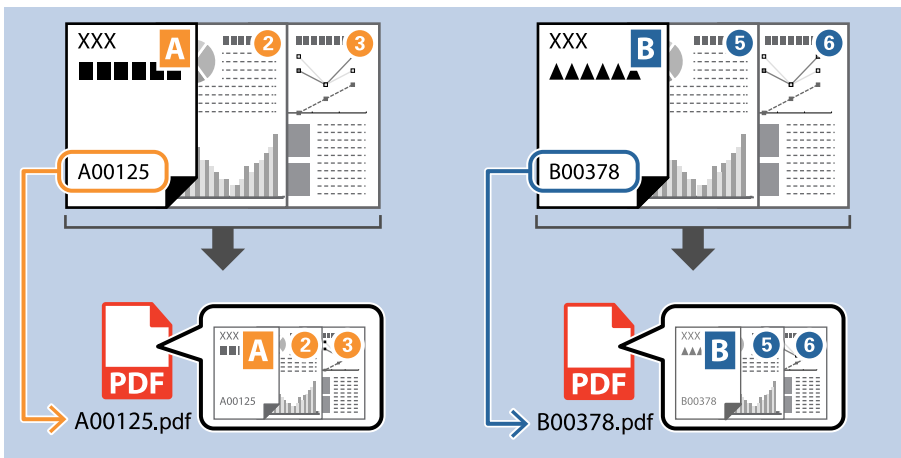 XXX
A
2
3
A00125
XXX
B
5
6
B00378
PDF
XXX
A
2
3
A00125
A00125.pdf
PDF
XXX
B
5
6
B00378
B00378.pdf